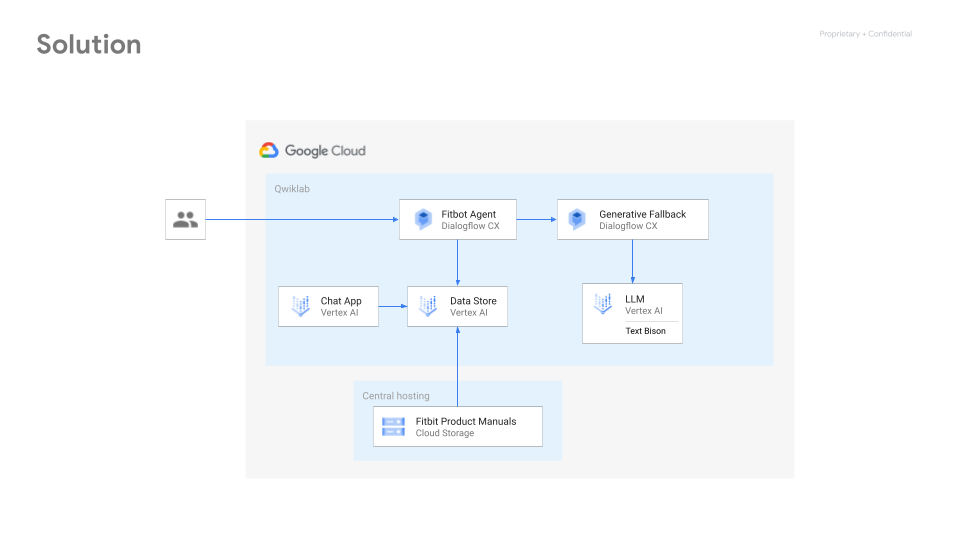 Solution
Proprietary + Confidential
Google Cloud
Qwiklab
Fitbot Agent
Dialogflow CX
Generative Fallback
Dialogflow CX
Chat App
Vertex AI
Data Store
Vertex AI
LLM
Vertex AI
Text Bison
Central hosting
Fitbit Product Manuals
Cloud Storage